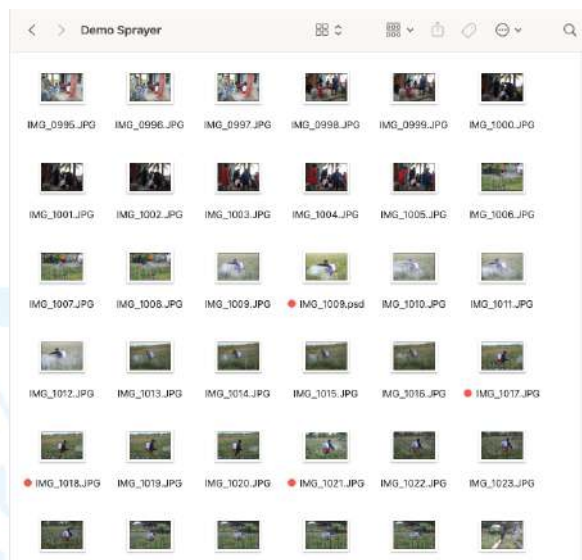 Demo Sprayer
IMG_0995.JPG IMG_0996.JPG IMG_0997.JPG IMG_0998.JPG IMG_0999.JPG IMG_1000.JPG
IMG_1001.JPG IMG_1002.JPG IMG_1003.JPG IMG_1004.JPG IMG_1005.JPG IMG_1006.JPG
IMG_1007.JPG IMG_1008.JPG IMG_1009.JPG IMG_1009.psd IMG_1010.JPG IMG_1011.JPG
IMG_1012.JPG IMG_1013.JPG IMG_1014.JPG IMG_1015.JPG IMG_1016.JPG IMG_1017.JPG
IMG_1018.JPG IMG_1019.JPG IMG_1020.JPG IMG_1021.JPG IMG_1022.JPG IMG_1023.JPG